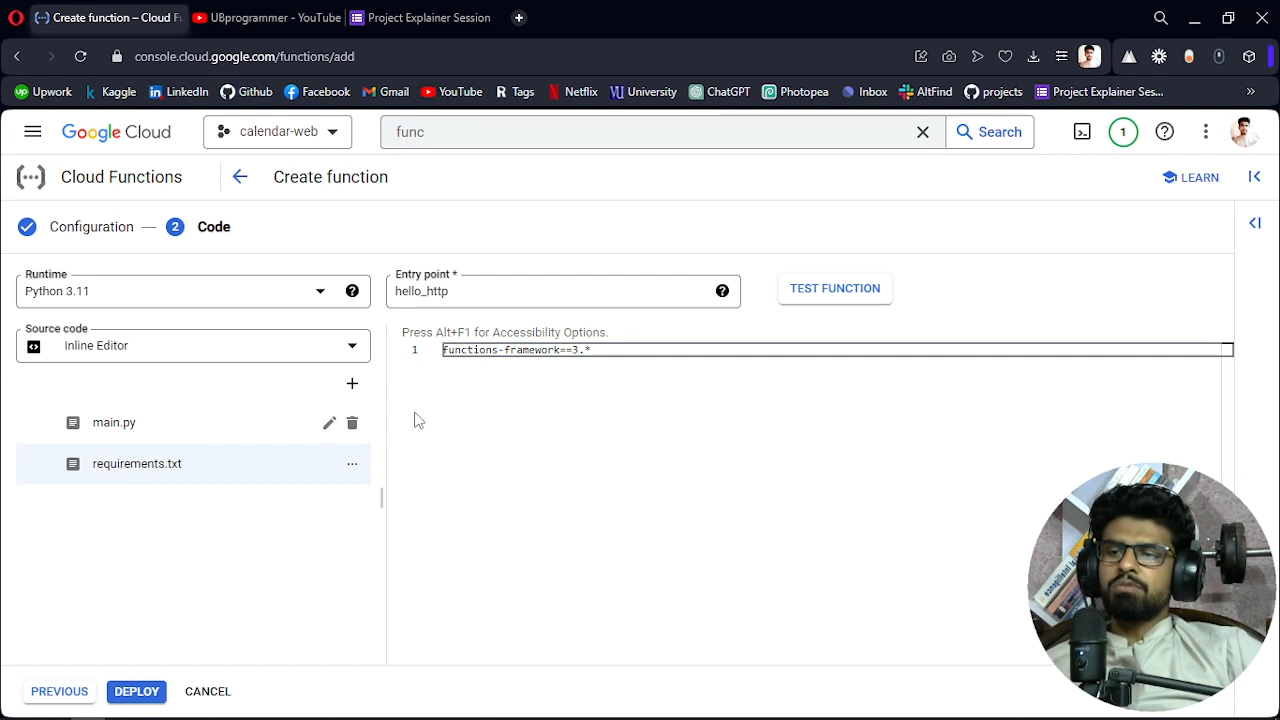 Create function – Cloud F
UBprogrammer - YouTube
Project Explainer Session
console.cloud.google.com/functions/add
Upwork
Kaggle
LinkedIn
Github
Facebook
Gmail
YouTube
Tags
Netflix
University
ChatGPT
Photopea
Inbox
AltFind
projects
Project Explainer Ses...
Google Cloud
calendar-web
func
Search
1
Cloud Functions
Create function
LEARN
Configuration
2
Code
Runtime
Python 3.11
Entry point *
hello_http
TEST FUNCTION
Source code
Inline Editor
Press Alt+F1 for Accessibility Options.
1
functions-framework==3.*
main.py
requirements.txt
PREVIOUS
DEPLOY
CANCEL